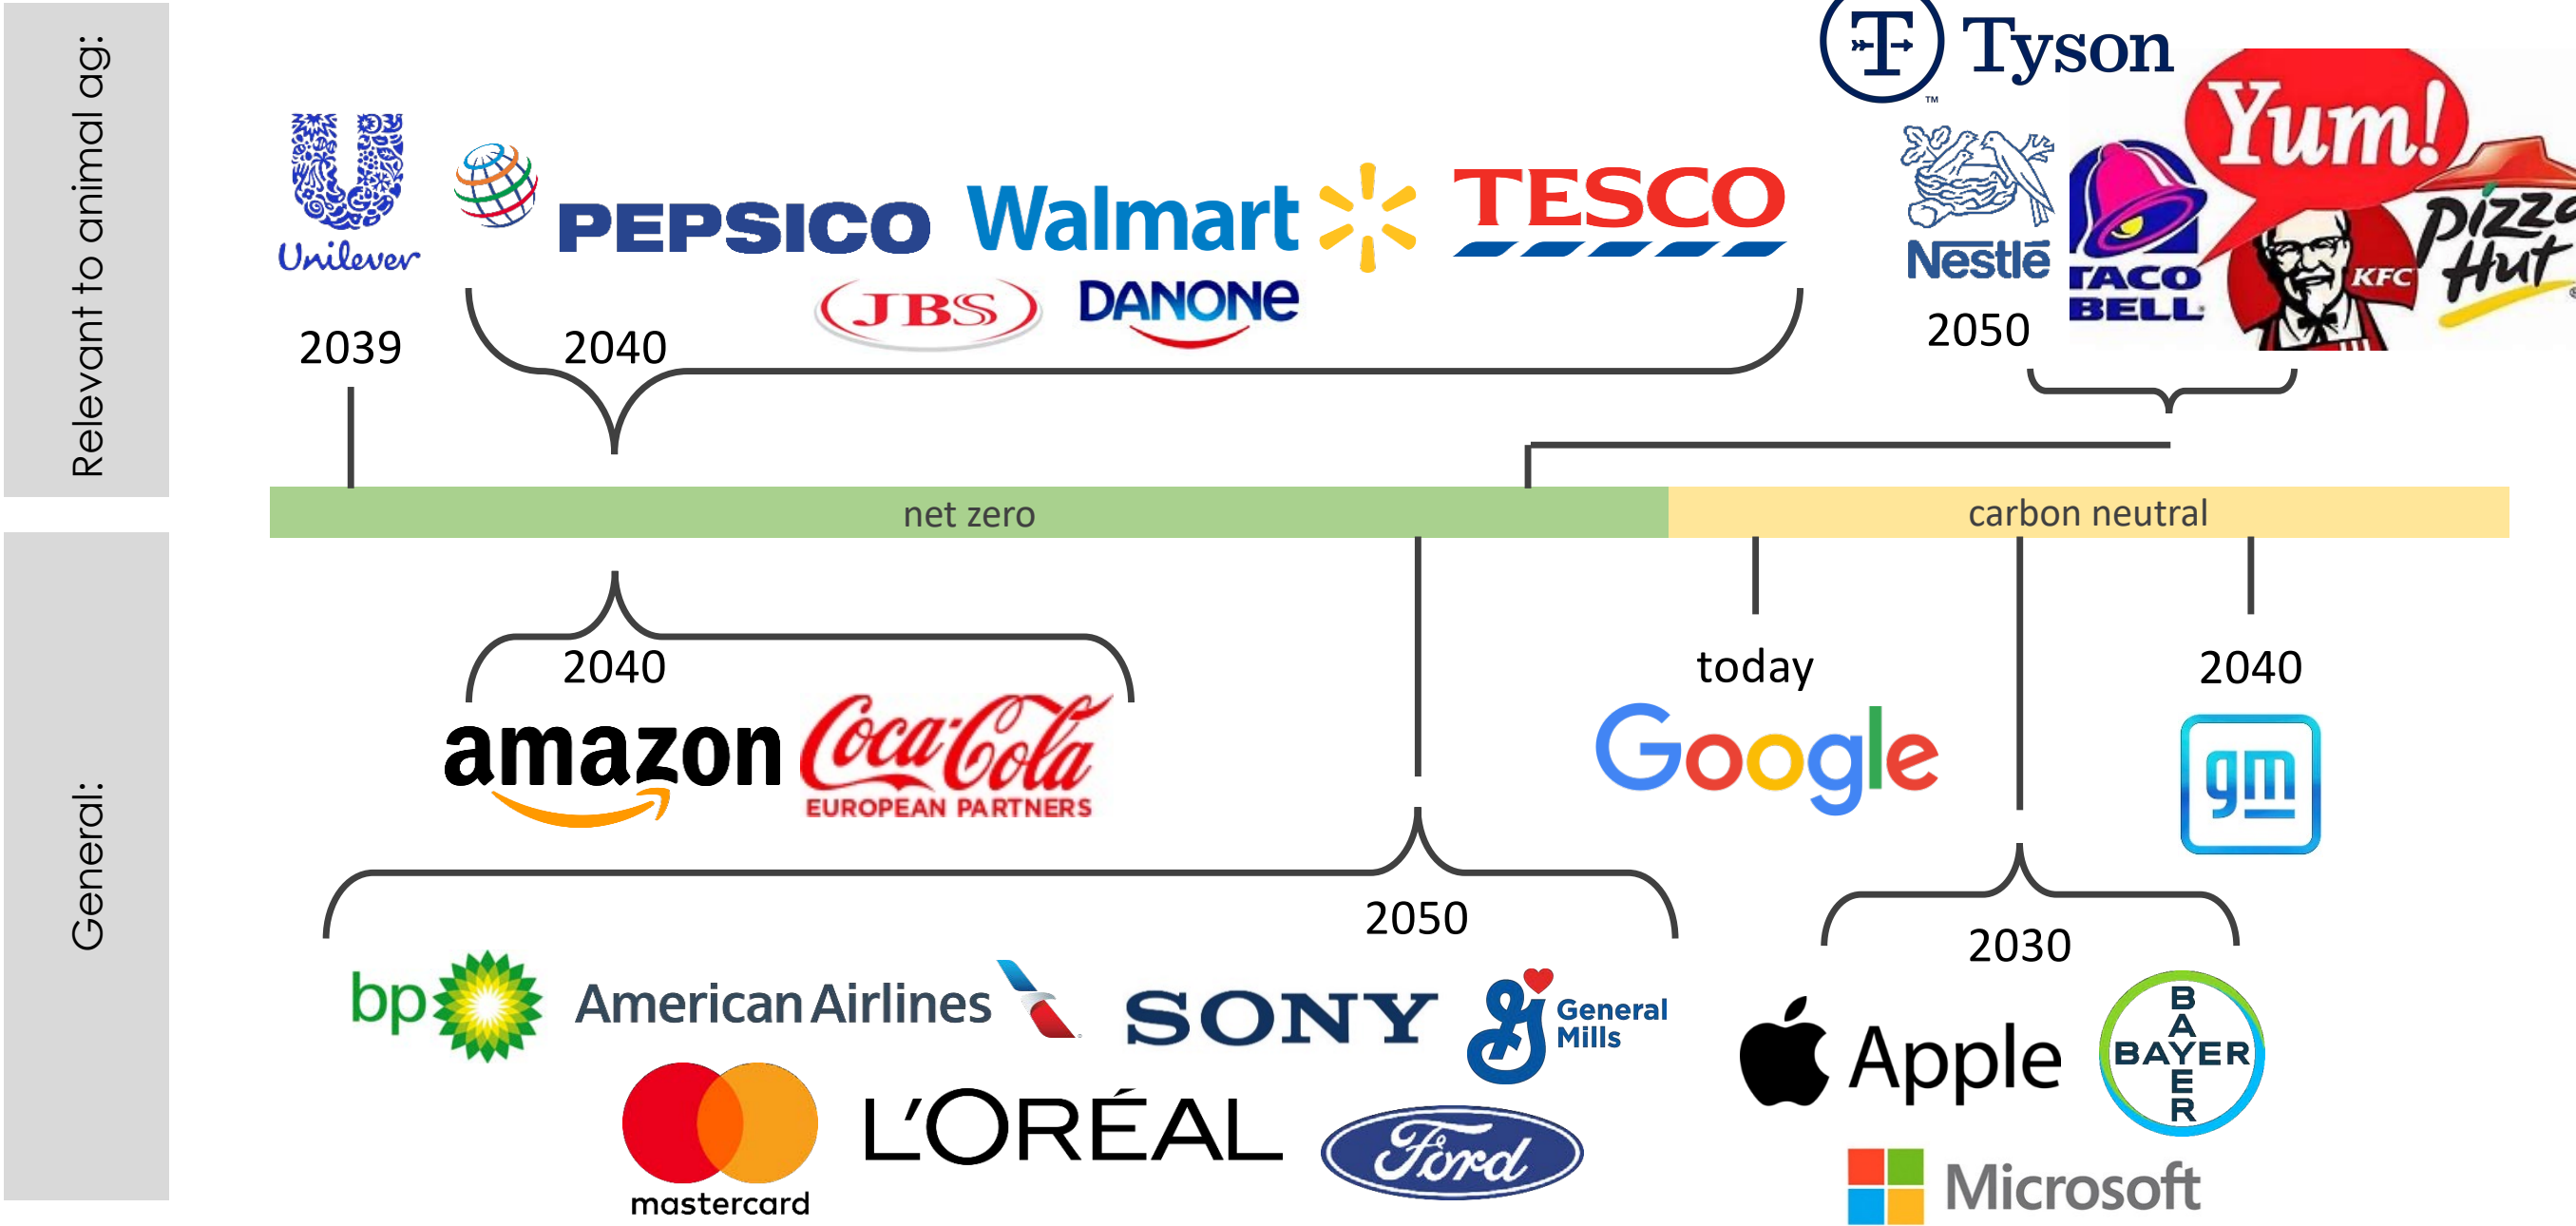 Relevant to animal ag:
T
™
Tyson
Unilever
PEPSICO
Walmart
TESCO
JBS
DANONE
Nestlé
Yum!
TACO
BELL
KFC
Pizza
Hut
2039
2040
2050
net zero
carbon neutral
General:
2040
amazon
Coca-Cola
EUROPEAN PARTNERS
today
Google
2040
gm
2050
bp
American Airlines
SONY
General
Mills
mastercard
L'ORÉAL
Ford
2030
Apple
BAYER
BAYER
Microsoft